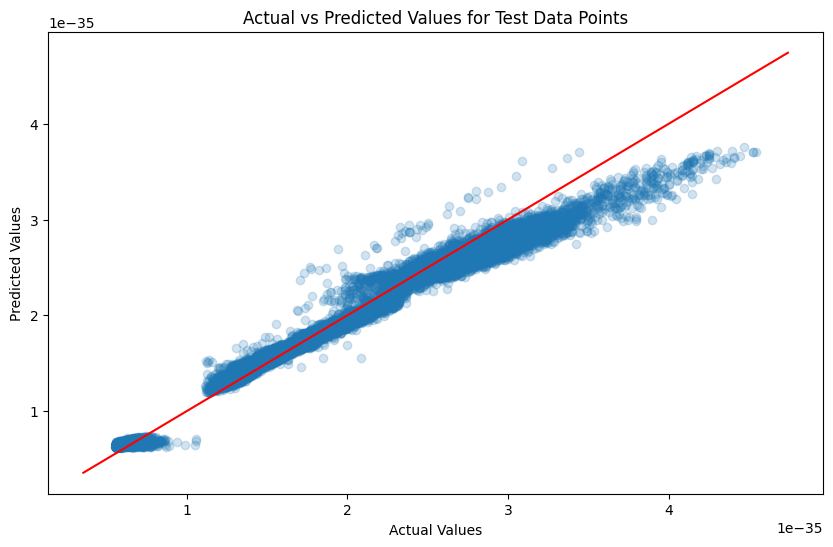 Actual vs Predicted Values for Test Data Points
1e−35
4
3
2
1
Predicted Values
1 2 3 4
Actual Values
1e−35